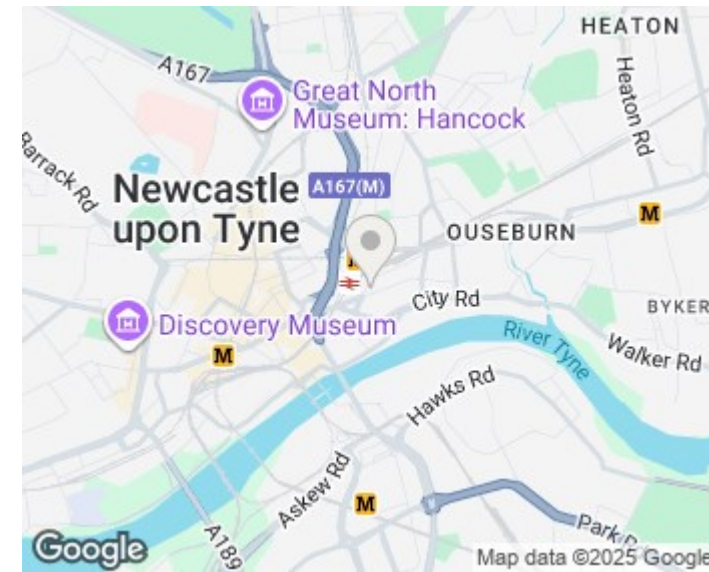 HEATON
A167
Great North
Museum: Hancock
Heaton Rd
Barrack Rd
Newcastle
upon Tyne
A167(M)
M
OUSEBURN
M
City Rd
BYKER
Discovery Museum
M
River Tyne
Walker Rd
Hawks Rd
Askew Rd
M
A189
Park
Google
Map data ©2025 Google